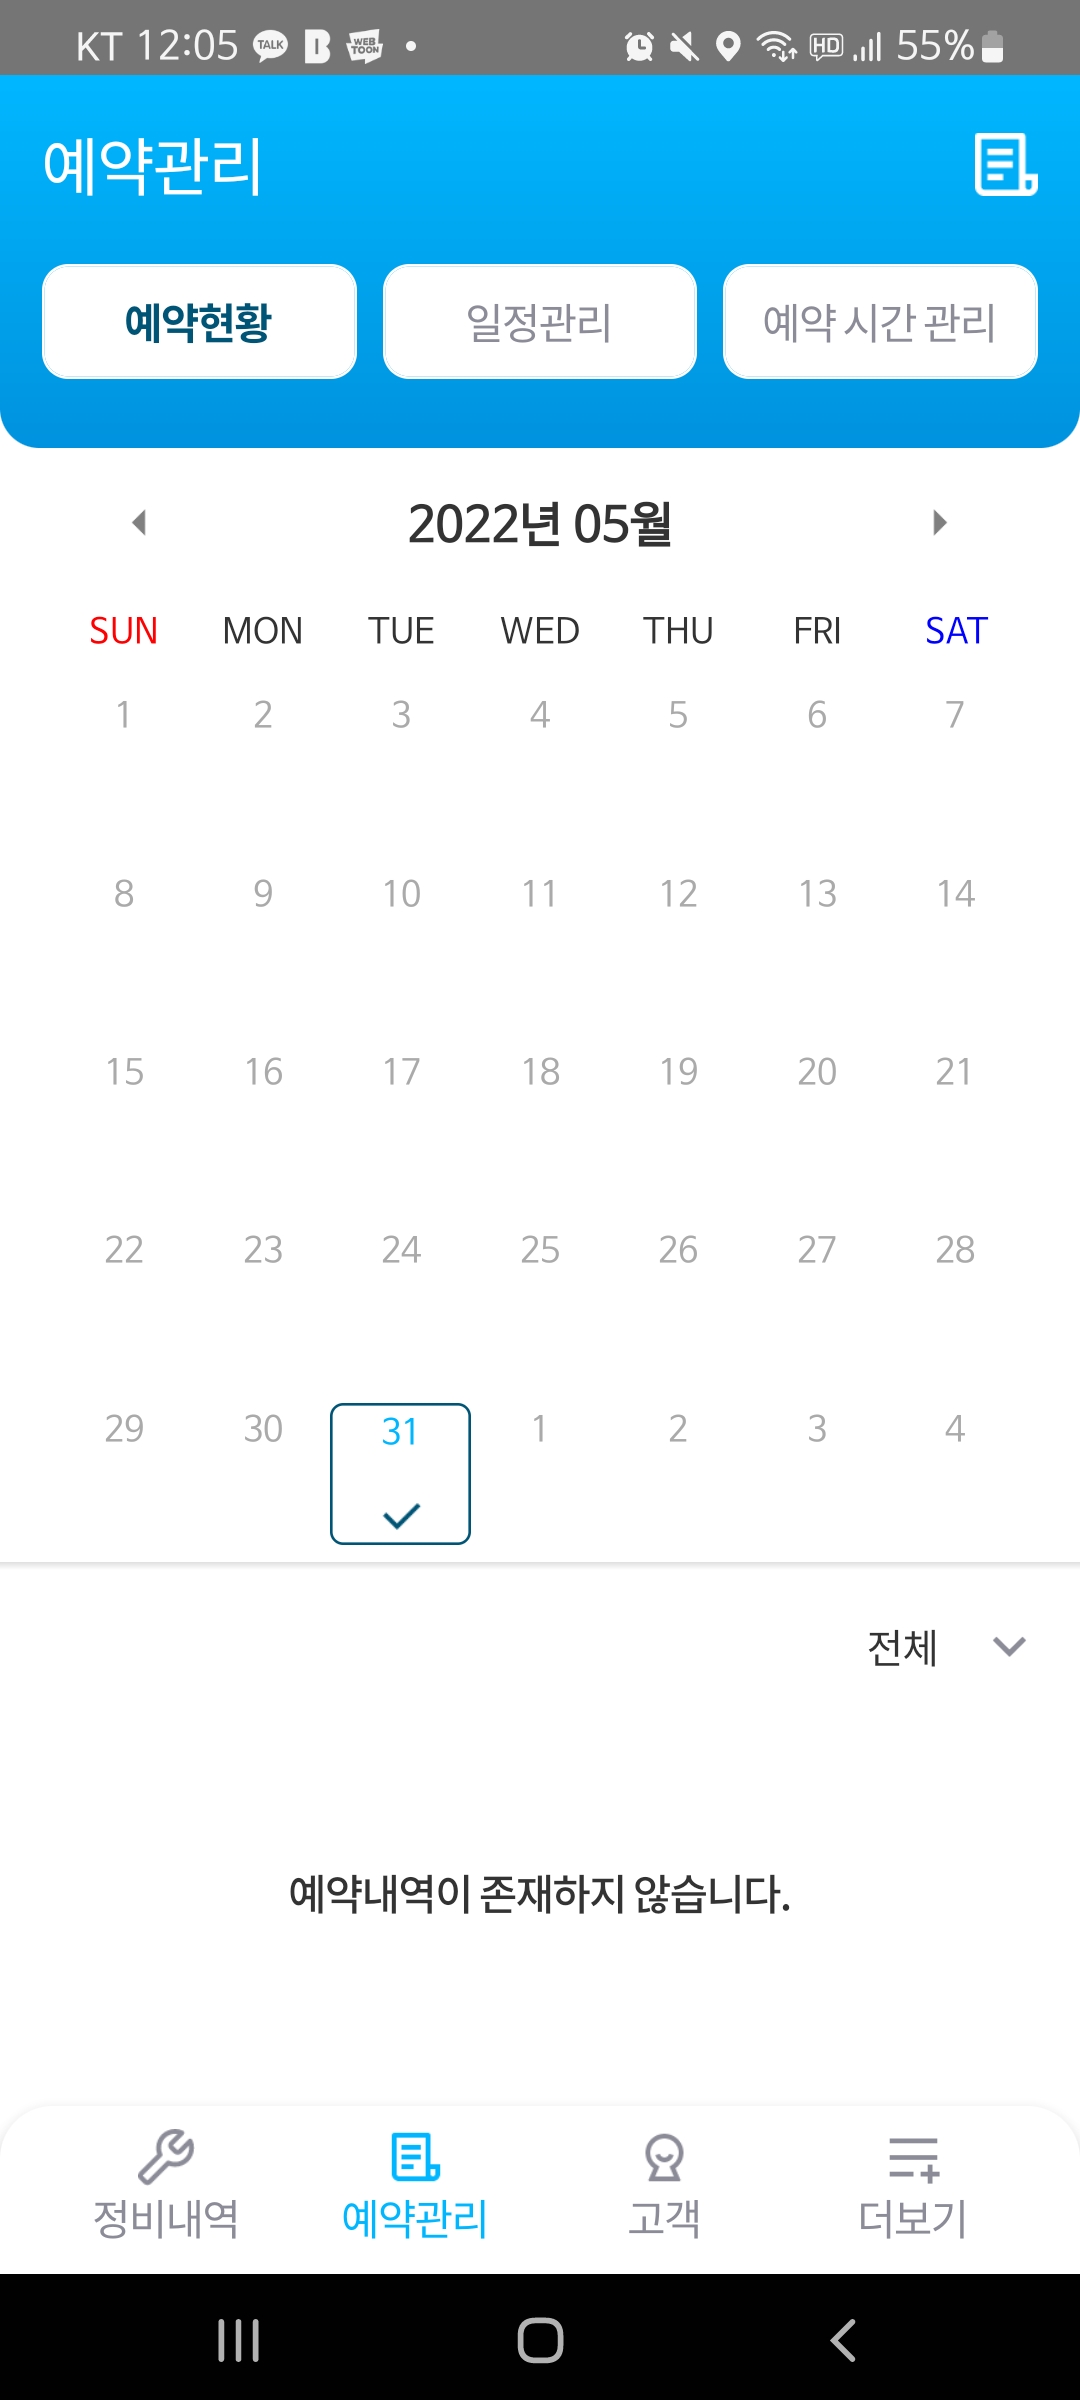 KT 12:05 TALK B WEB TOON HD 55%
예약관리
예약현황 일정관리 예약 시간 관리
2022년 05월
SUN MON TUE WED THU FRI SAT
1 2 3 4 5 6 7
8 9 10 11 12 13 14
15 16 17 18 19 20 21
22 23 24 25 26 27 28
29 30 31 1 2 3 4
전체
예약내역이 존재하지 않습니다.
정비내역 예약관리 고객 더보기